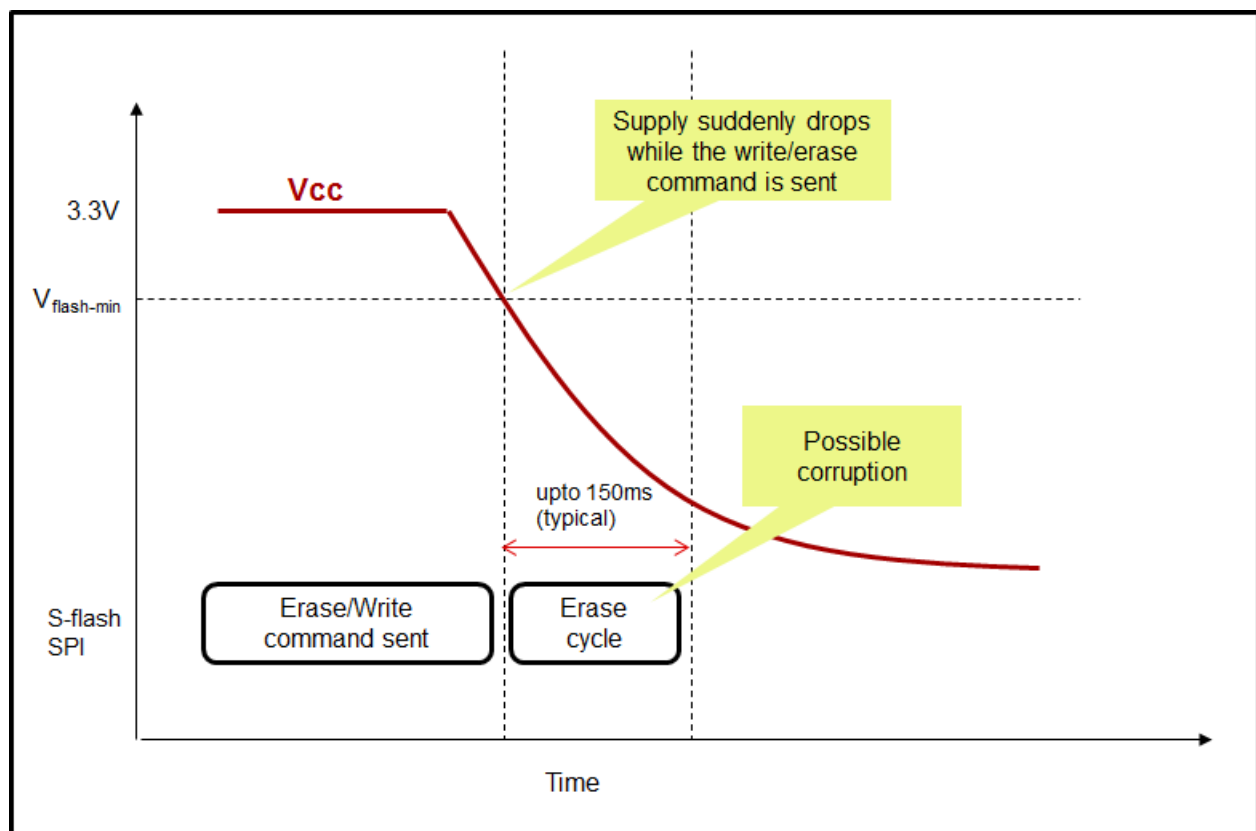 Supply suddenly drops
while the write/erase
command is sent
Vcc
3.3V
Vflash-min
Possible
corruption
upto 150ms
(typical)
S-flash
SPI
Erase/Write
command sent
Erase
cycle
Time